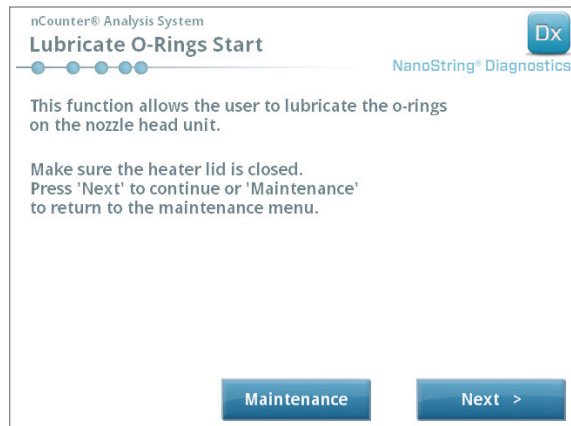 nCounter® Analysis System
Lubricate O-Rings Start
Dx
NanoString® Diagnostics
This function allows the user to lubricate the o-rings
on the nozzle head unit.
Make sure the heater lid is closed.
Press 'Next' to continue or 'Maintenance'
to return to the maintenance menu.
Maintenance
Next >